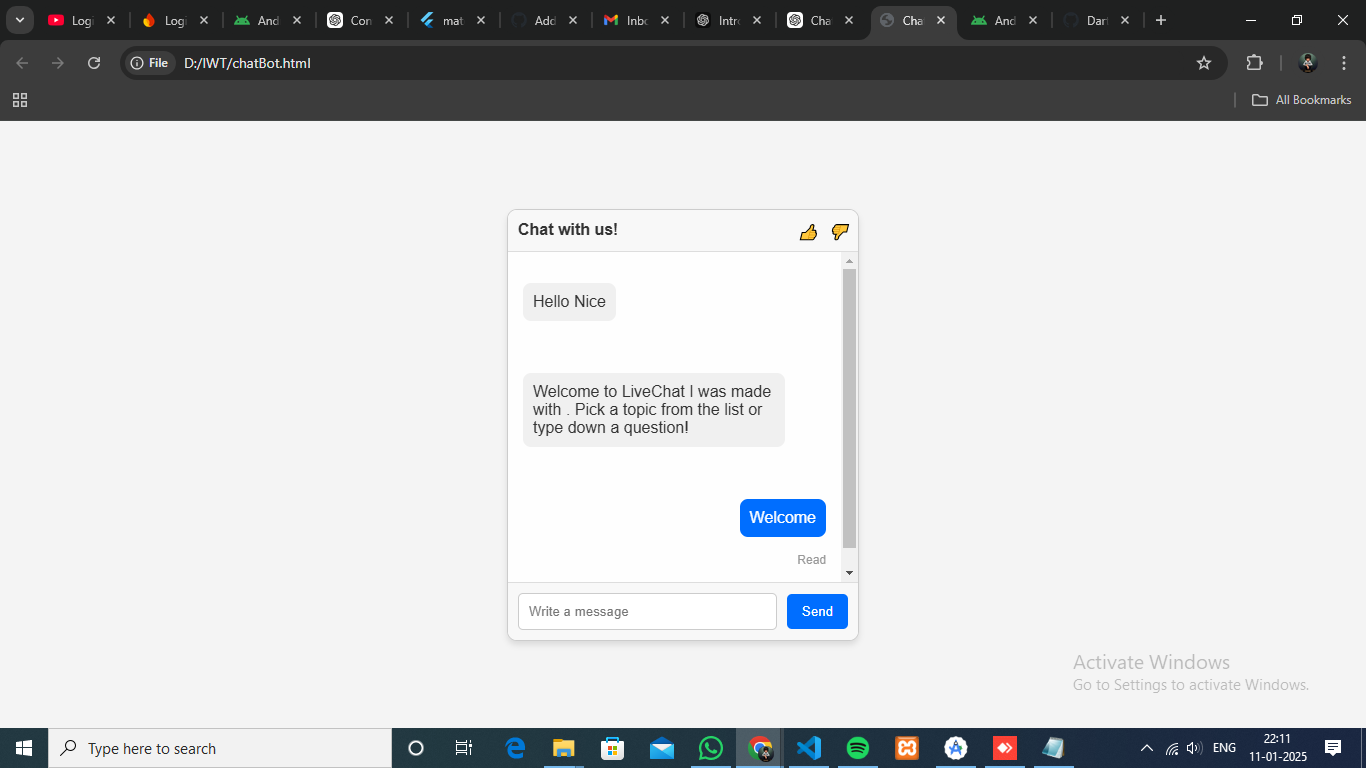 Logi
Logi
And
Con
mat
Add
Inbo
Intr
Cha
Cha
And
Dar
File
D:/IWT/chatBot.html
All Bookmarks
Chat with us!
Hello Nice
Welcome to LiveChat I was made
with . Pick a topic from the list or
type down a question!
Welcome
Read
Write a message
Send
Activate Windows
Go to Settings to activate Windows.
Type here to search
ENG
22:11
11-01-2025